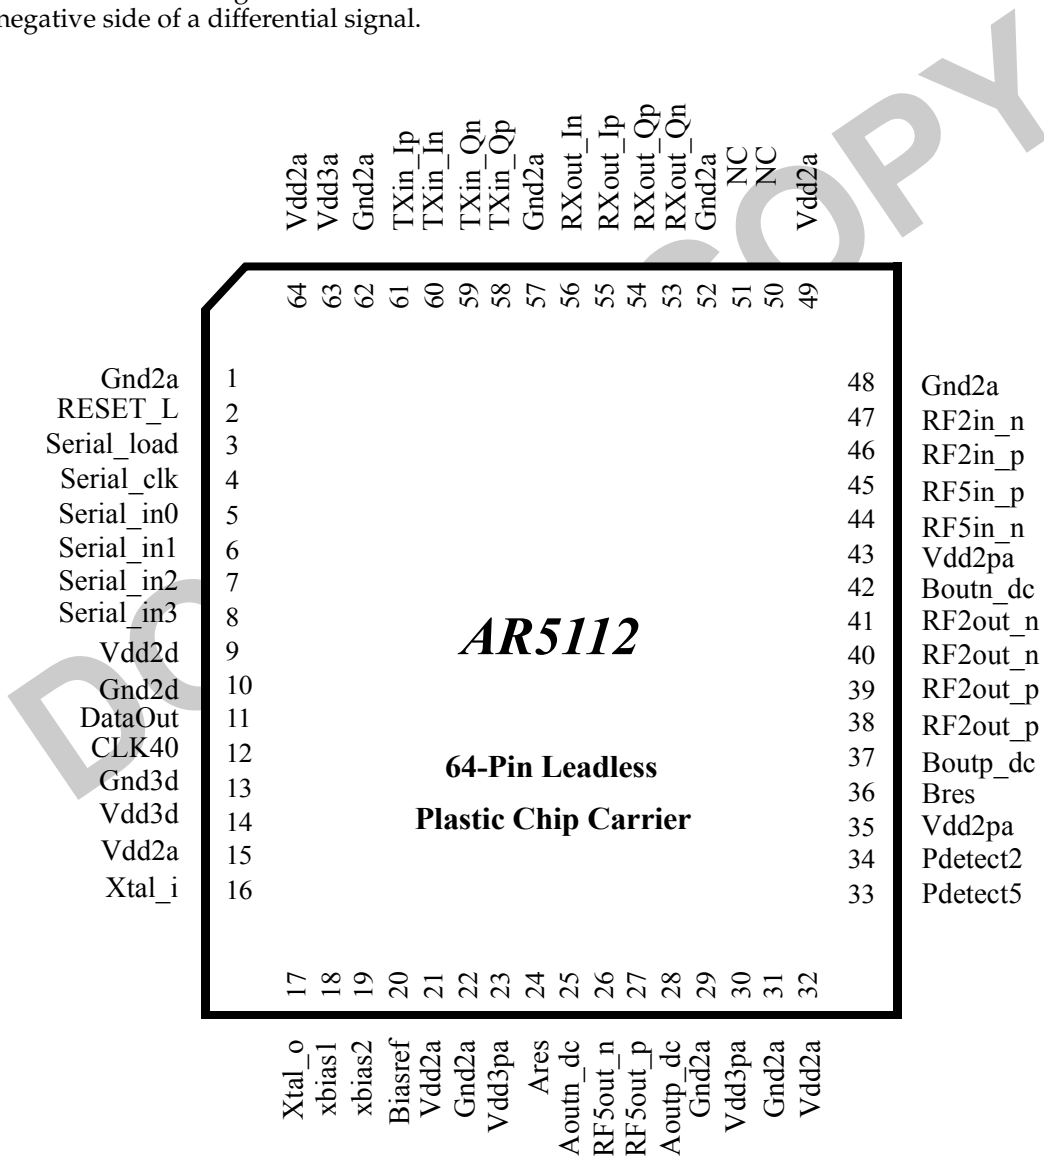 negative side of a differential signal.
Vdd2a
Vdd3a
Gnd2a
TXin_Ip
TXin_In
TXin_Qn
TXin_Qp
Gnd2a
RXout_In
RXout_Ip
RXout_Qp
RXout_Qn
Gnd2a
NC
NC
Vdd2a
64 63 62 61 60 59 58 57 56 55 54 53 52 51 50 49
Gnd2a 1
RESET_L 2
Serial_load 3
Serial_clk 4
Serial_in0 5
Serial_in1 6
Serial_in2 7
Serial_in3 8
Vdd2d 9
Gnd2d 10
DataOut 11
CLK40 12
Gnd3d 13
Vdd3d 14
Vdd2a 15
Xtal_i 16
AR5112
64-Pin Leadless
Plastic Chip Carrier
48 Gnd2a
47 RF2in_n
46 RF2in_p
45 RF5in_p
44 RF5in_n
43 Vdd2pa
42 Boutn_dc
41 RF2out_n
40 RF2out_n
39 RF2out_p
38 RF2out_p
37 Boutp_dc
36 Bres
35 Vdd2pa
34 Pdetect2
33 Pdetect5
17 18 19 20 21 22 23 24 25 26 27 28 29 30 31 32
Xtal_o
xbias1
xbias2
Biasref
Vdd2a
Gnd2a
Vdd3pa
Ares
Aoutn_dc
RF5out_n
RF5out_p
Aoutp_dc
Gnd2a
Vdd3pa
Gnd2a
Vdd2a
COPY